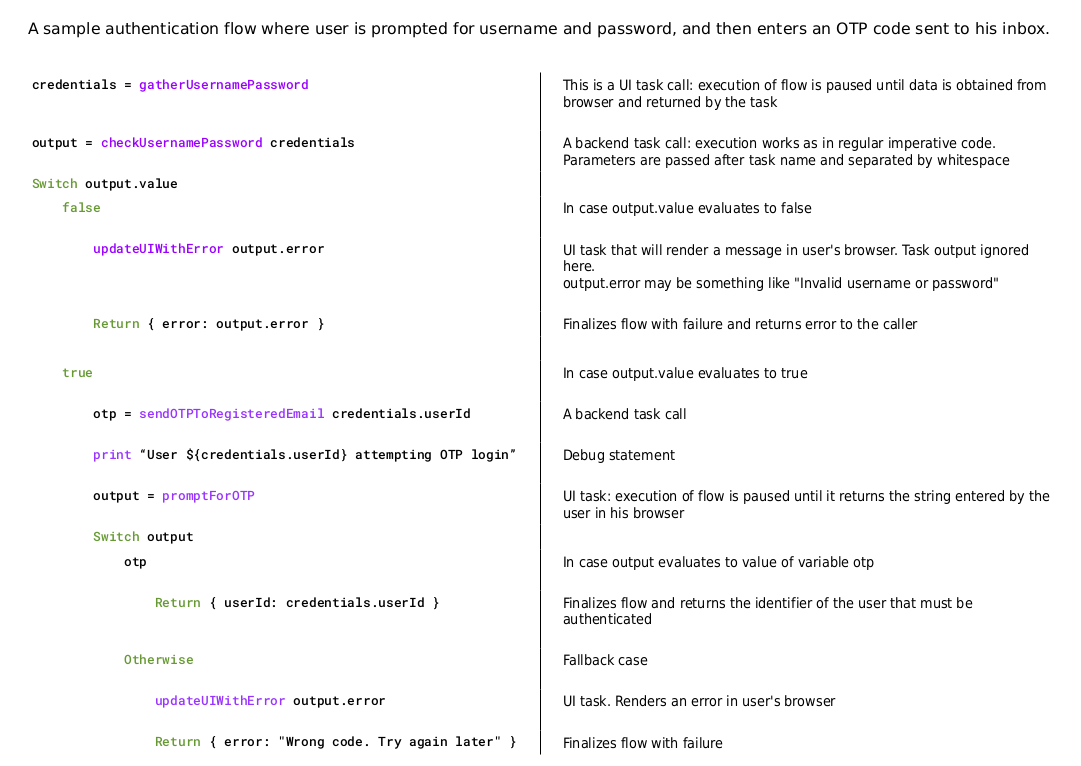 A sample authentication flow where user is prompted for username and password, and then enters an OTP code sent to his inbox.
credentials = gatherUsernamePassword
This is a UI task call: execution of flow is paused until data is obtained from
browser and returned by the task
output = checkUsernamePassword credentials
A backend task call: execution works as in regular imperative code.
Parameters are passed after task name and separated by whitespace
Switch output.value
false
In case output.value evaluates to false
updateUIWithError output.error
UI task that will render a message in user's browser. Task output ignored
here.
output.error may be something like "Invalid username or password"
Return { error: output.error }
Finalizes flow with failure and returns error to the caller
true
In case output.value evaluates to true
otp = sendOTPToRegisteredEmail credentials.userId
A backend task call
print “User ${credentials.userId} attempting OTP login”
Debug statement
output = promptForOTP
UI task: execution of flow is paused until it returns the string entered by the
user in his browser
Switch output
otp
In case output evaluates to value of variable otp
Return { userId: credentials.userId }
Finalizes flow and returns the identifier of the user that must be
authenticated
Otherwise
Fallback case
updateUIWithError output.error
UI task. Renders an error in user's browser
Return { error: "Wrong code. Try again later" }
Finalizes flow with failure